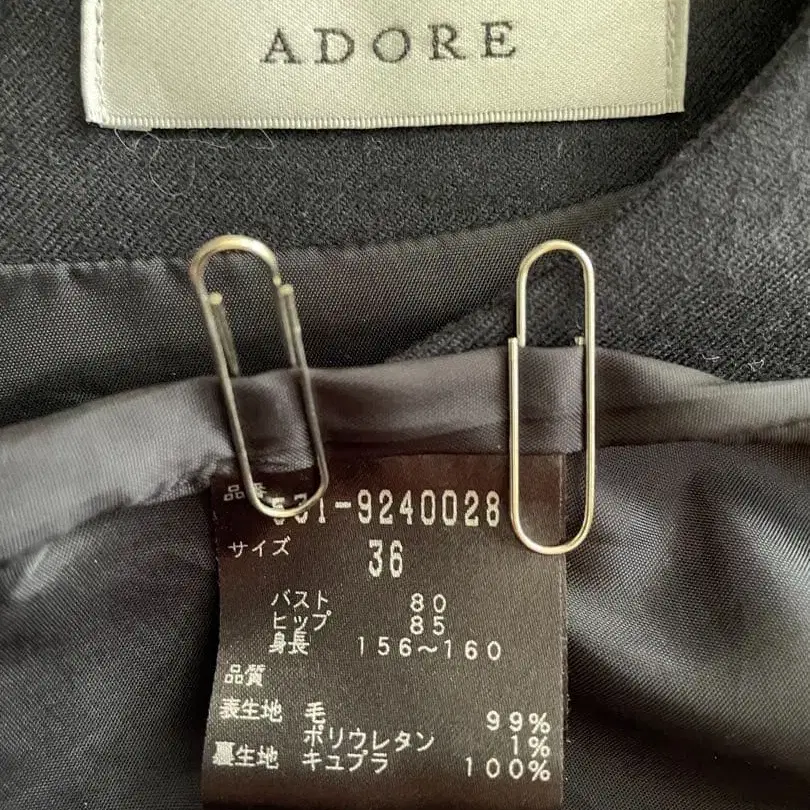 ADORE
品番 531-9240028
サイズ 36
バスト 80
ヒップ 85
身長 156～160
品質
表生地 毛 99%
ポリウレタン 1%
裏生地 キュプラ 100%